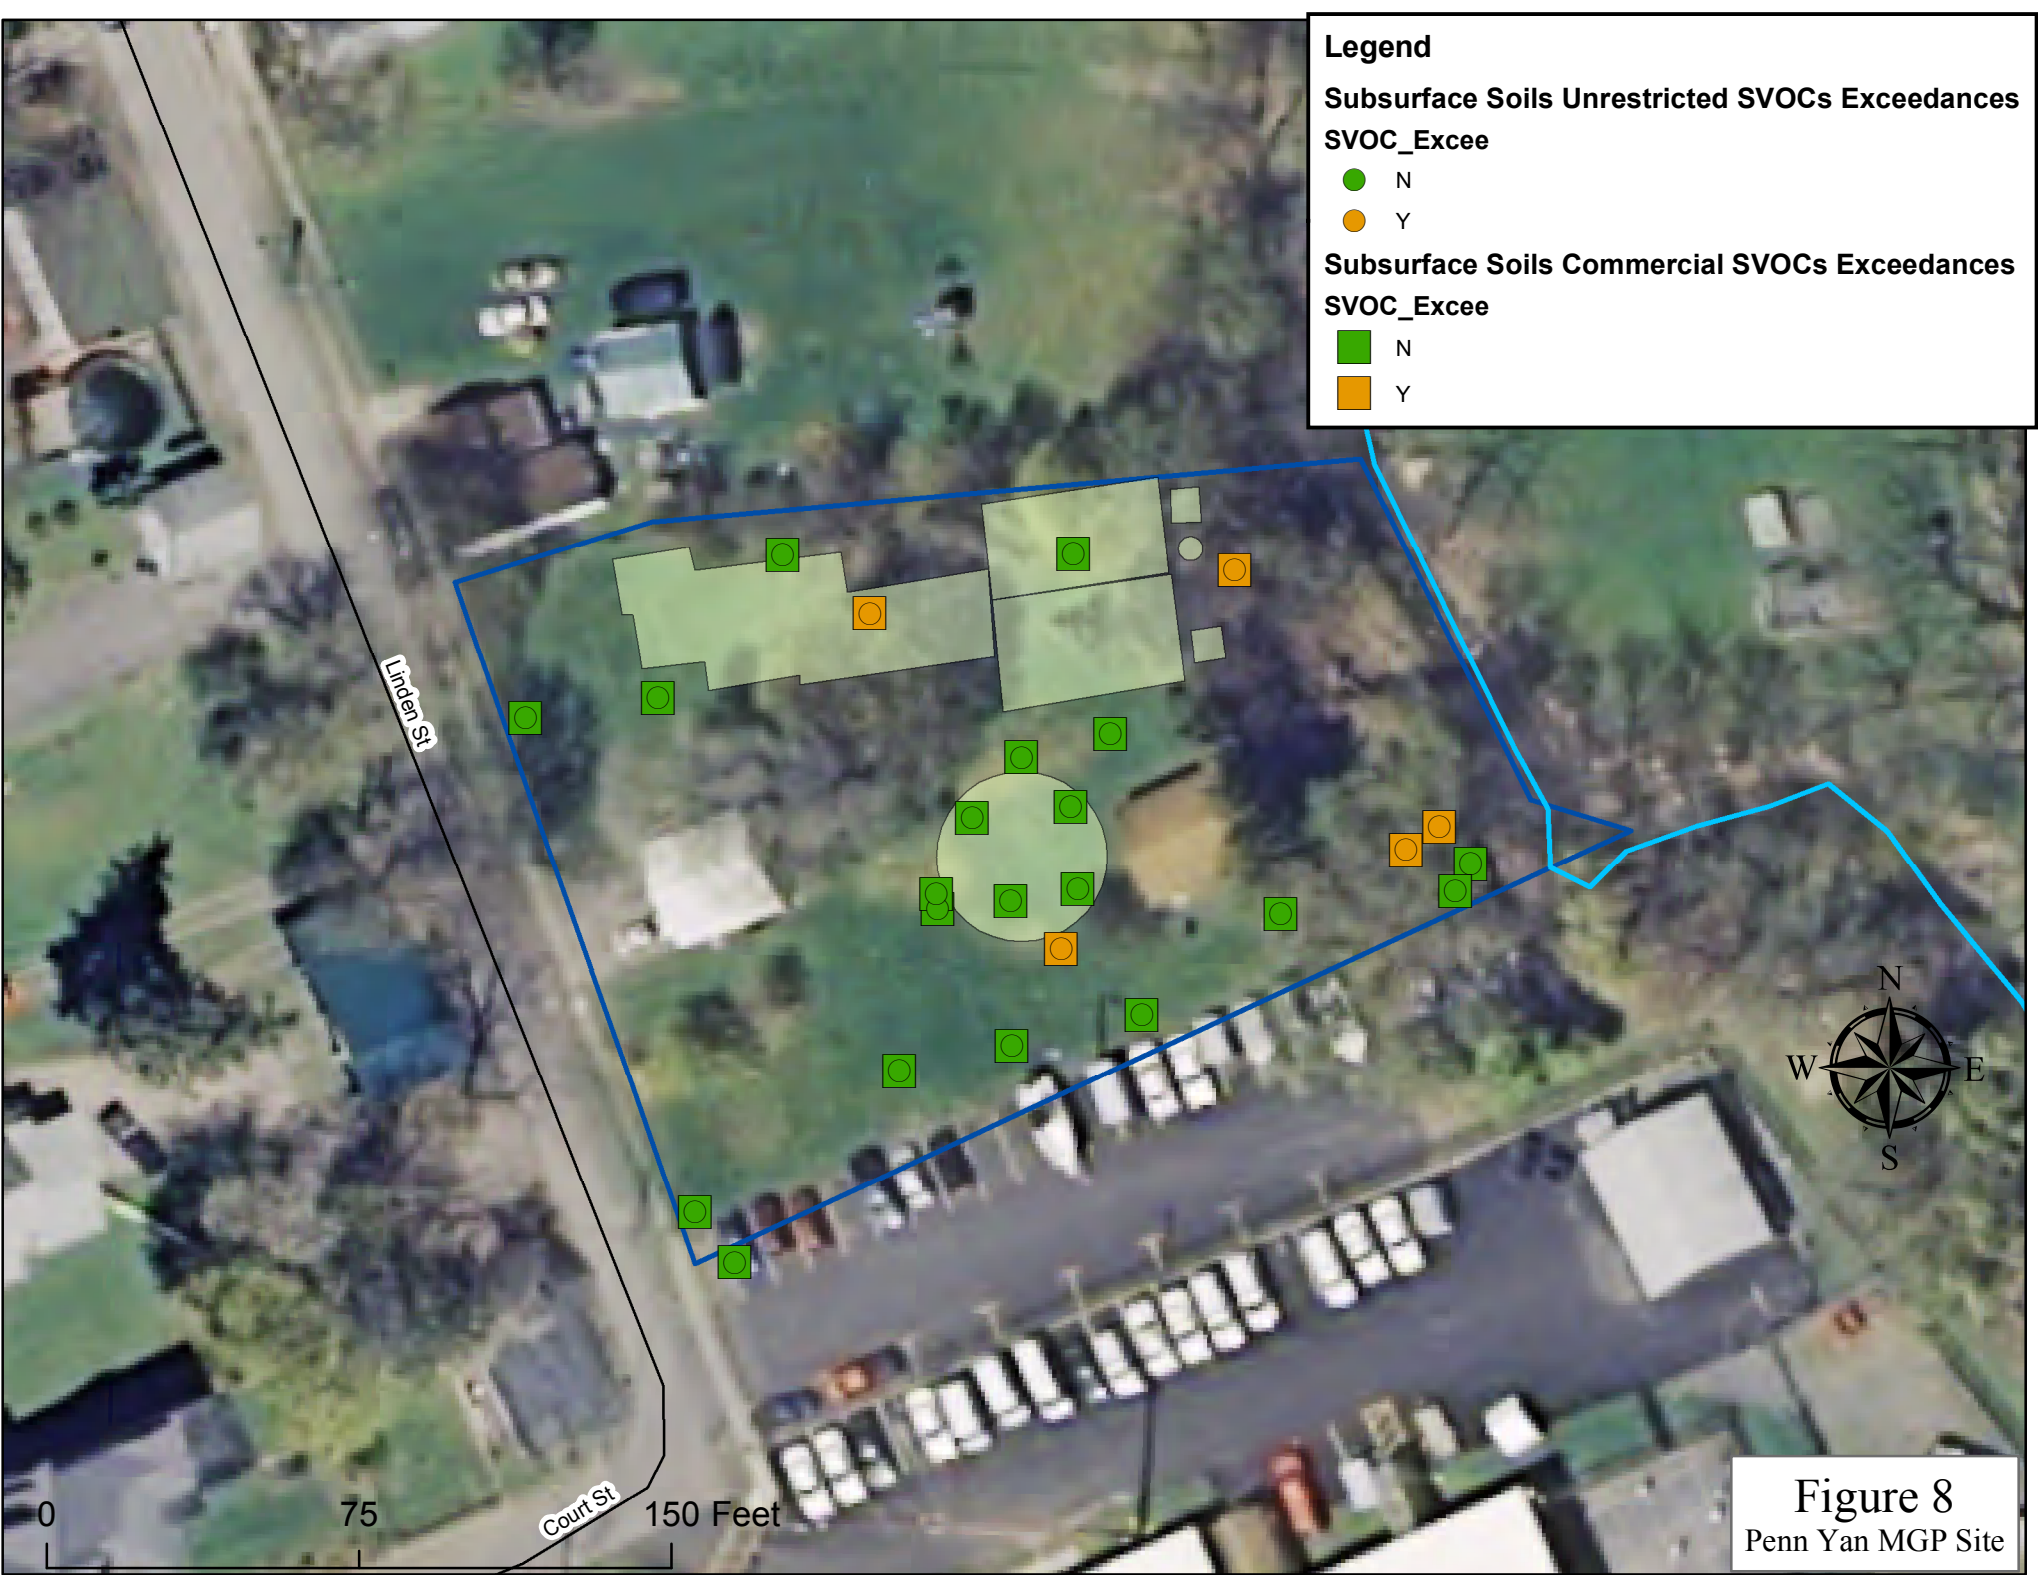 Legend
Subsurface Soils Unrestricted SVOCs Exceedances
SVOC_Excee
N
Y
Subsurface Soils Commercial SVOCs Exceedances
SVOC_Excee
N
Y
Linden St
N
W
E
S
0 75 150 Feet
Court St
Figure 8
Penn Yan MGP Site